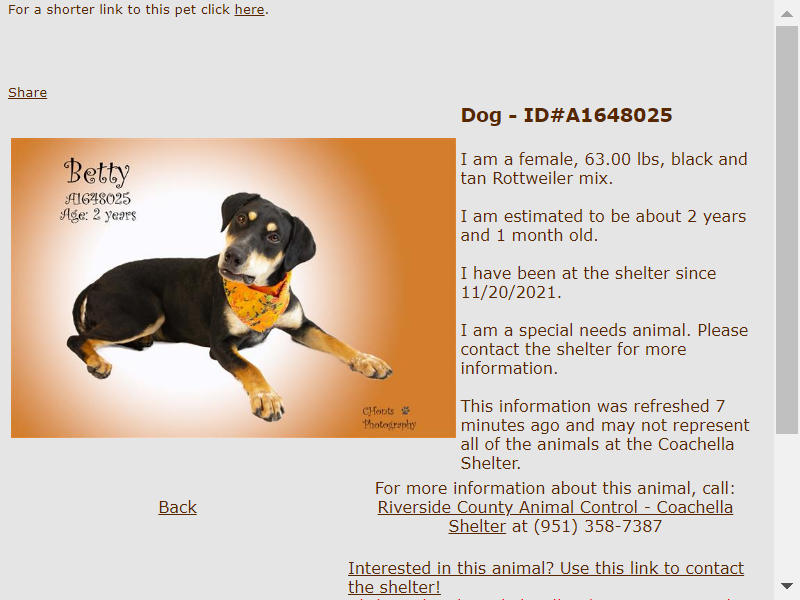 For a shorter link to this pet click here.
Share
Dog - ID#A1648025
Betty
A1648025
Age: 2 years
CHonts
Photography
I am a female, 63.00 lbs, black and
tan Rottweiler mix.
I am estimated to be about 2 years
and 1 month old.
I have been at the shelter since
11/20/2021.
I am a special needs animal. Please
contact the shelter for more
information.
This information was refreshed 7
minutes ago and may not represent
all of the animals at the Coachella
Shelter.
Back
For more information about this animal, call:
Riverside County Animal Control - Coachella
Shelter at (951) 358-7387
Interested in this animal? Use this link to contact
the shelter!